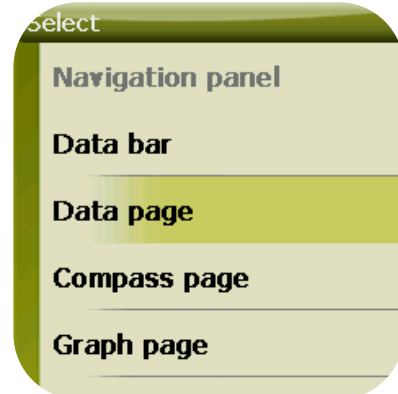 Select
Navigation panel
Data bar
Data page
Compass page
Graph page